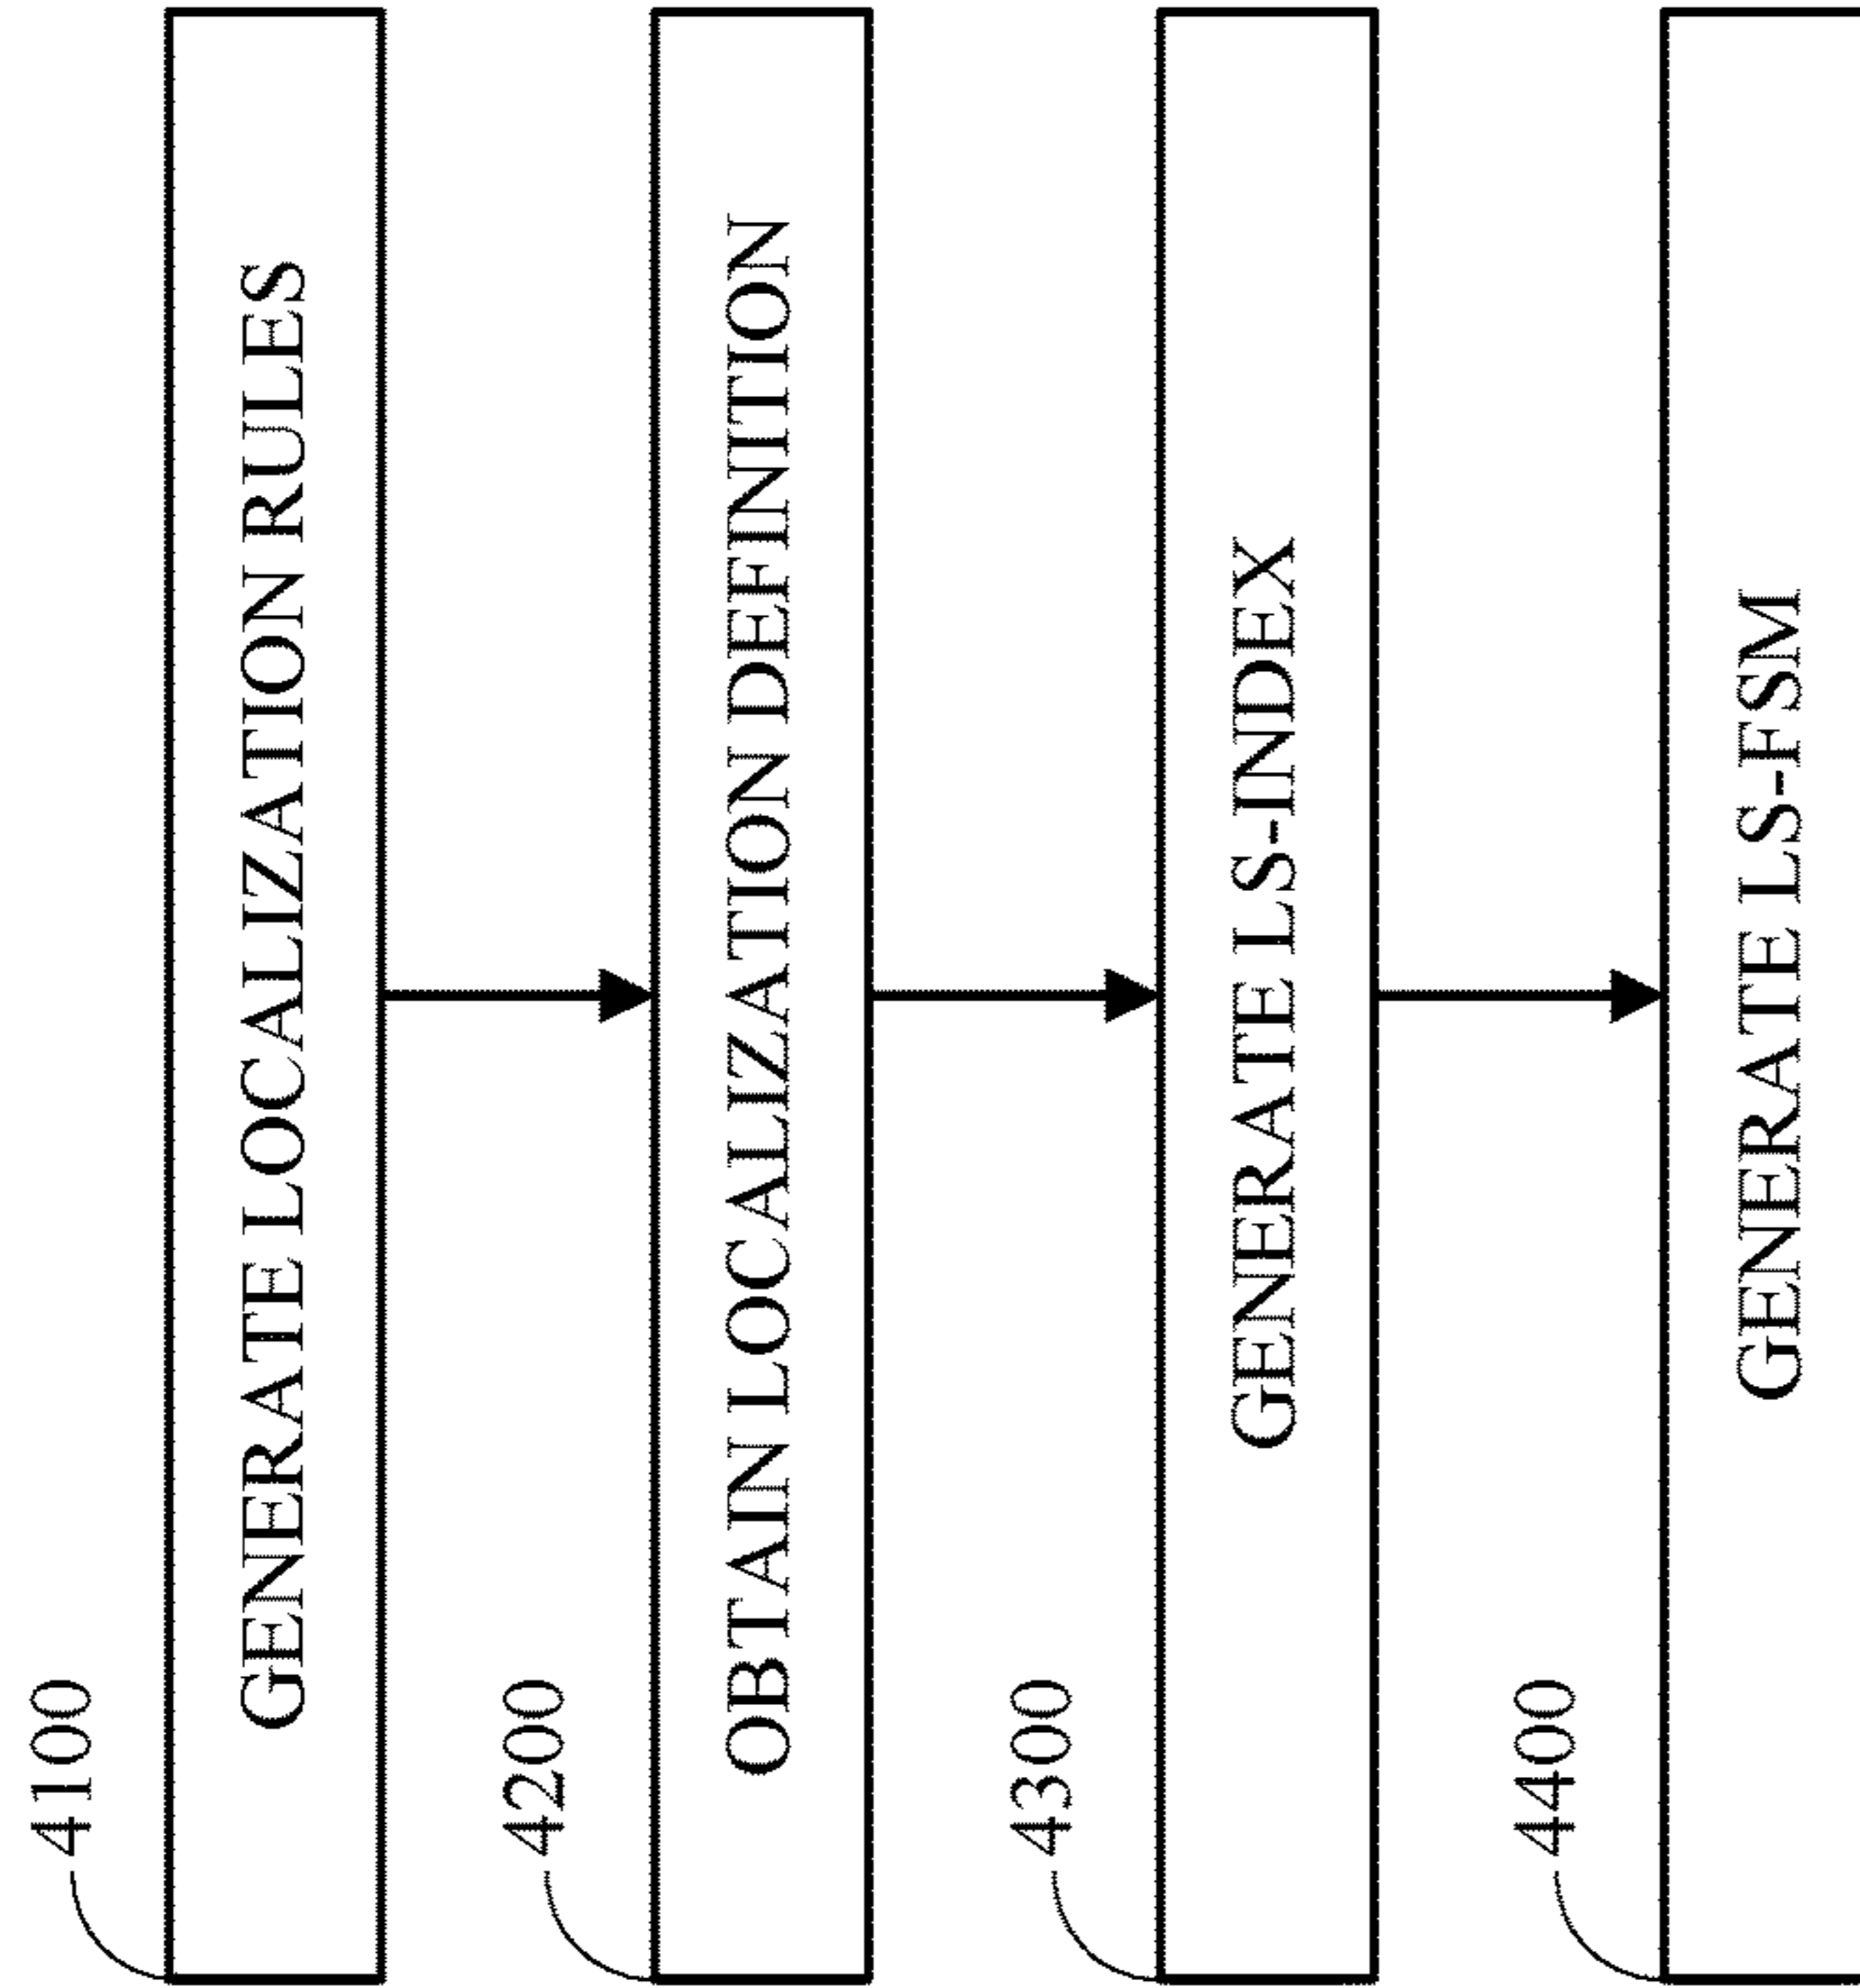 4100
GENERATE LOCALIZATION RULES
4200
OBTAIN LOCALIZATION DEFINITION
4300
GENERATE LS-INDEX
4400
GENERATE LS-FSM